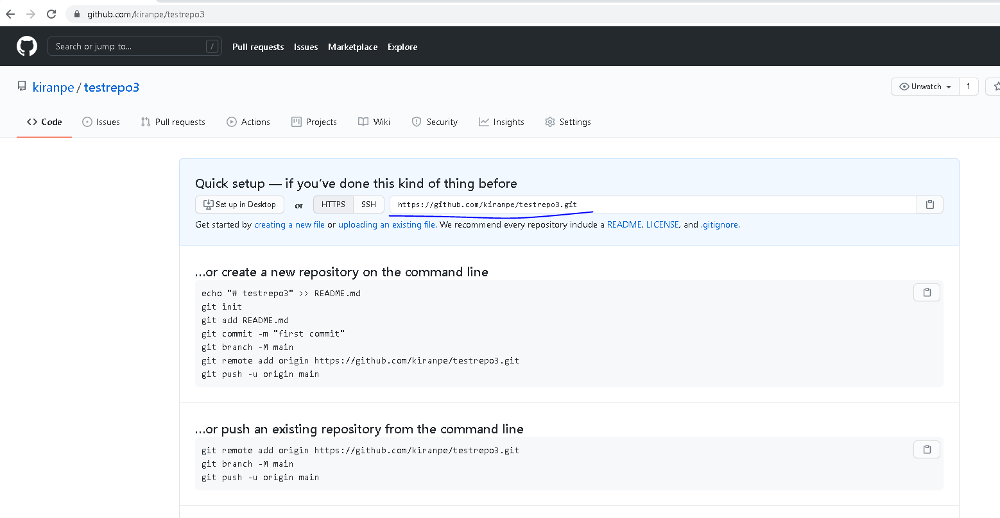 github.com/kiranpe/testrepo3
Search or jump to... /
Pull requests Issues Marketplace Explore
kiranpe / testrepo3
Unwatch 1
Code Issues Pull requests Actions Projects Wiki Security Insights Settings
Quick setup — if you've done this kind of thing before
Set up in Desktop or HTTPS SSH https://github.com/kiranpe/testrepo3.git
Get started by creating a new file or uploading an existing file. We recommend every repository include a README, LICENSE, and .gitignore.
...or create a new repository on the command line
echo "# testrepo3" >> README.md
git init
git add README.md
git commit -m "first commit"
git branch -M main
git remote add origin https://github.com/kiranpe/testrepo3.git
git push -u origin main
...or push an existing repository from the command line
git remote add origin https://github.com/kiranpe/testrepo3.git
git branch -M main
git push -u origin main